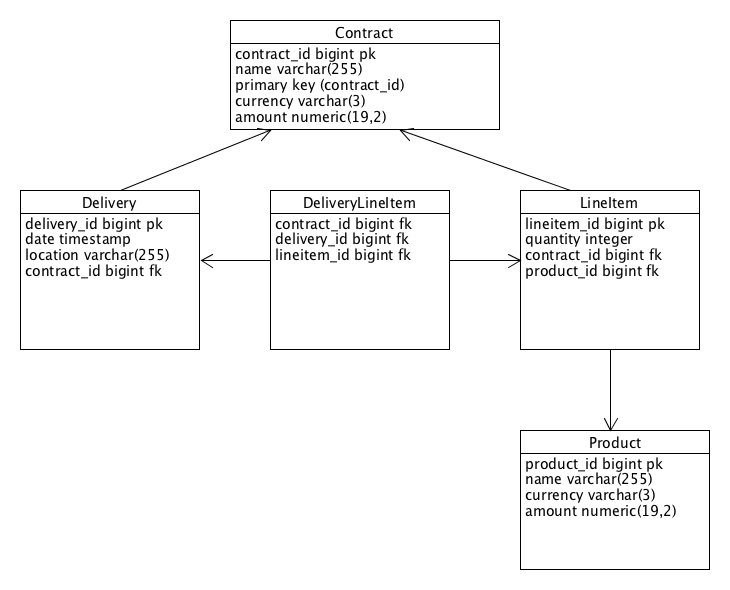 Contract
contract_id bigint pk
name varchar(255)
primary key (contract_id)
currency varchar(3)
amount numeric(19,2)
Delivery
delivery_id bigint pk
date timestamp
location varchar(255)
contract_id bigint fk
DeliveryLineItem
contract_id bigint fk
delivery_id bigint fk
lineitem_id bigint fk
LineItem
lineitem_id bigint pk
quantity integer
contract_id bigint fk
product_id bigint fk
Product
product_id bigint pk
name varchar(255)
currency varchar(3)
amount numeric(19,2)